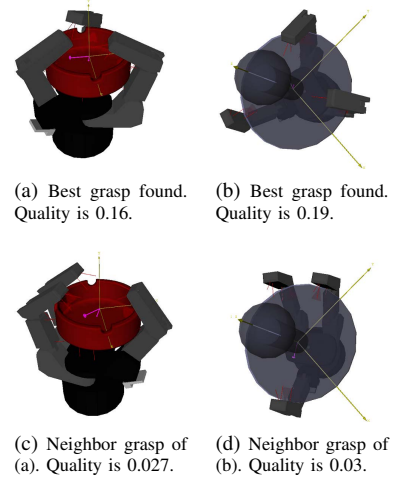 (a) Best grasp found.
Quality is 0.16.
(b) Best grasp found.
Quality is 0.19.
(c) Neighbor grasp of
(a). Quality is 0.027.
(d) Neighbor grasp of
(b). Quality is 0.03.